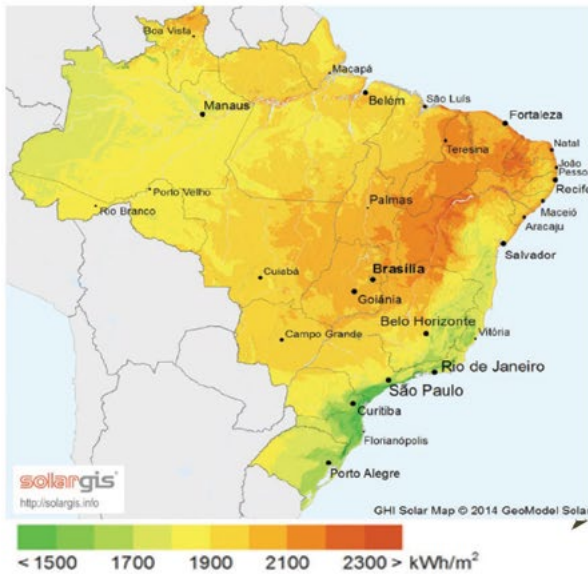 Boa Vista
Macapá
Manaus
Belém
São Luís
Fortaleza
Teresina
Natal
João
Pesso
Recife
Porto Velho
Rio Branco
Palmas
Maceió
Aracaju
Salvador
Cuiabá
Brasília
Goiânia
Belo Horizonte
Vitória
Campo Grande
Rio de Janeiro
São Paulo
Curitiba
Florianópolis
Porto Alegre
solargis
http://solargis.info
GHI Solar Map © 2014 GeoModel Solar
< 1500 1700 1900 2100 2300 > kWh/m²